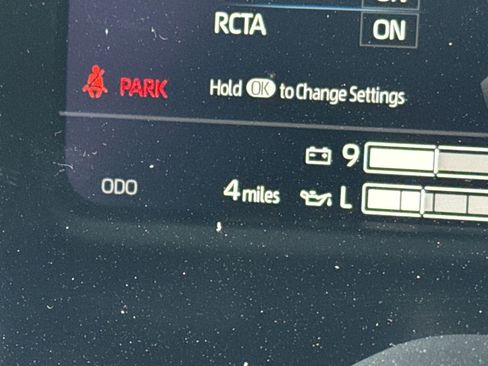 RCTA ON
PARK Hold OK to Change Settings
9
ODO 4 miles L